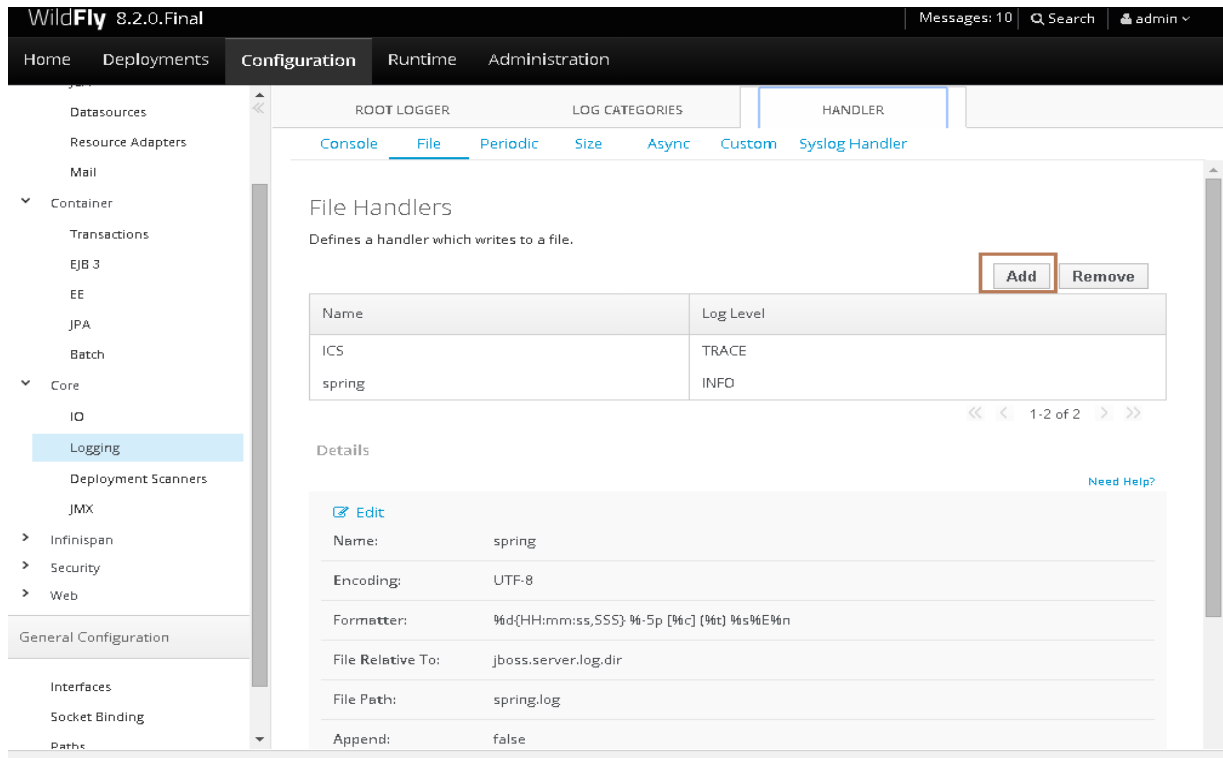 WildFly 8.2.0.Final
Messages: 10
Search
admin
Home
Deployments
Configuration
Runtime
Administration
Datasources
Resource Adapters
Mail
Container
Transactions
EJB 3
EE
JPA
Batch
Core
IO
Logging
Deployment Scanners
JMX
Infinispan
Security
Web
General Configuration
Interfaces
Socket Binding
Paths
ROOT LOGGER
LOG CATEGORIES
HANDLER
Console
File
Periodic
Size
Async
Custom
Syslog Handler
File Handlers
Defines a handler which writes to a file.
Add
Remove
Name
Log Level
ICS
TRACE
spring
INFO
« < 1-2 of 2 > »
Details
Need Help?
Edit
Name: spring
Encoding: UTF-8
Formatter: %d{HH:mm:ss,SSS} %-5p [%c] (%t) %s%E%n
File Relative To: jboss.server.log.dir
File Path: spring.log
Append: false